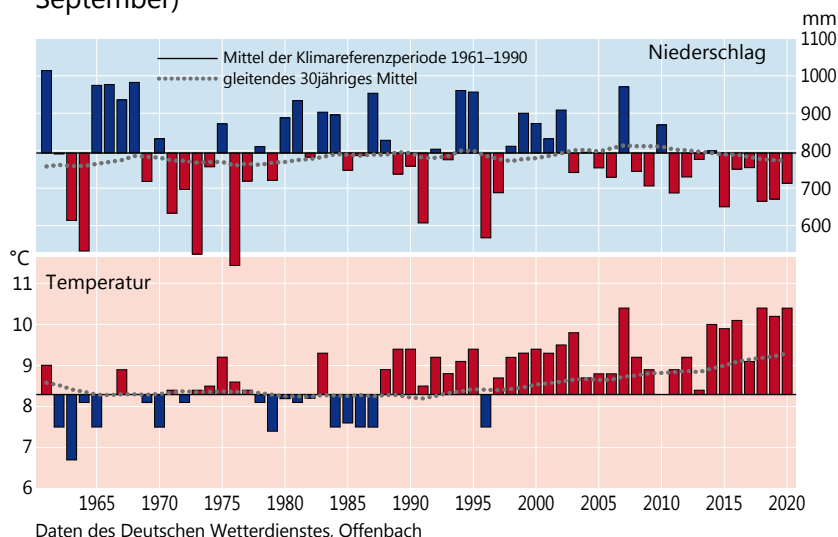 September)
mm
1100
Mittel der Klimareferenzperiode 1961–1990
Niederschlag
gleitendes 30jähriges Mittel
1000
900
800
700
600
°C
11
Temperatur
10
9
8
7
6
1965 1970 1975 1980 1985 1990 1995 2000 2005 2010 2015 2020
Daten des Deutschen Wetterdienstes, Offenbach